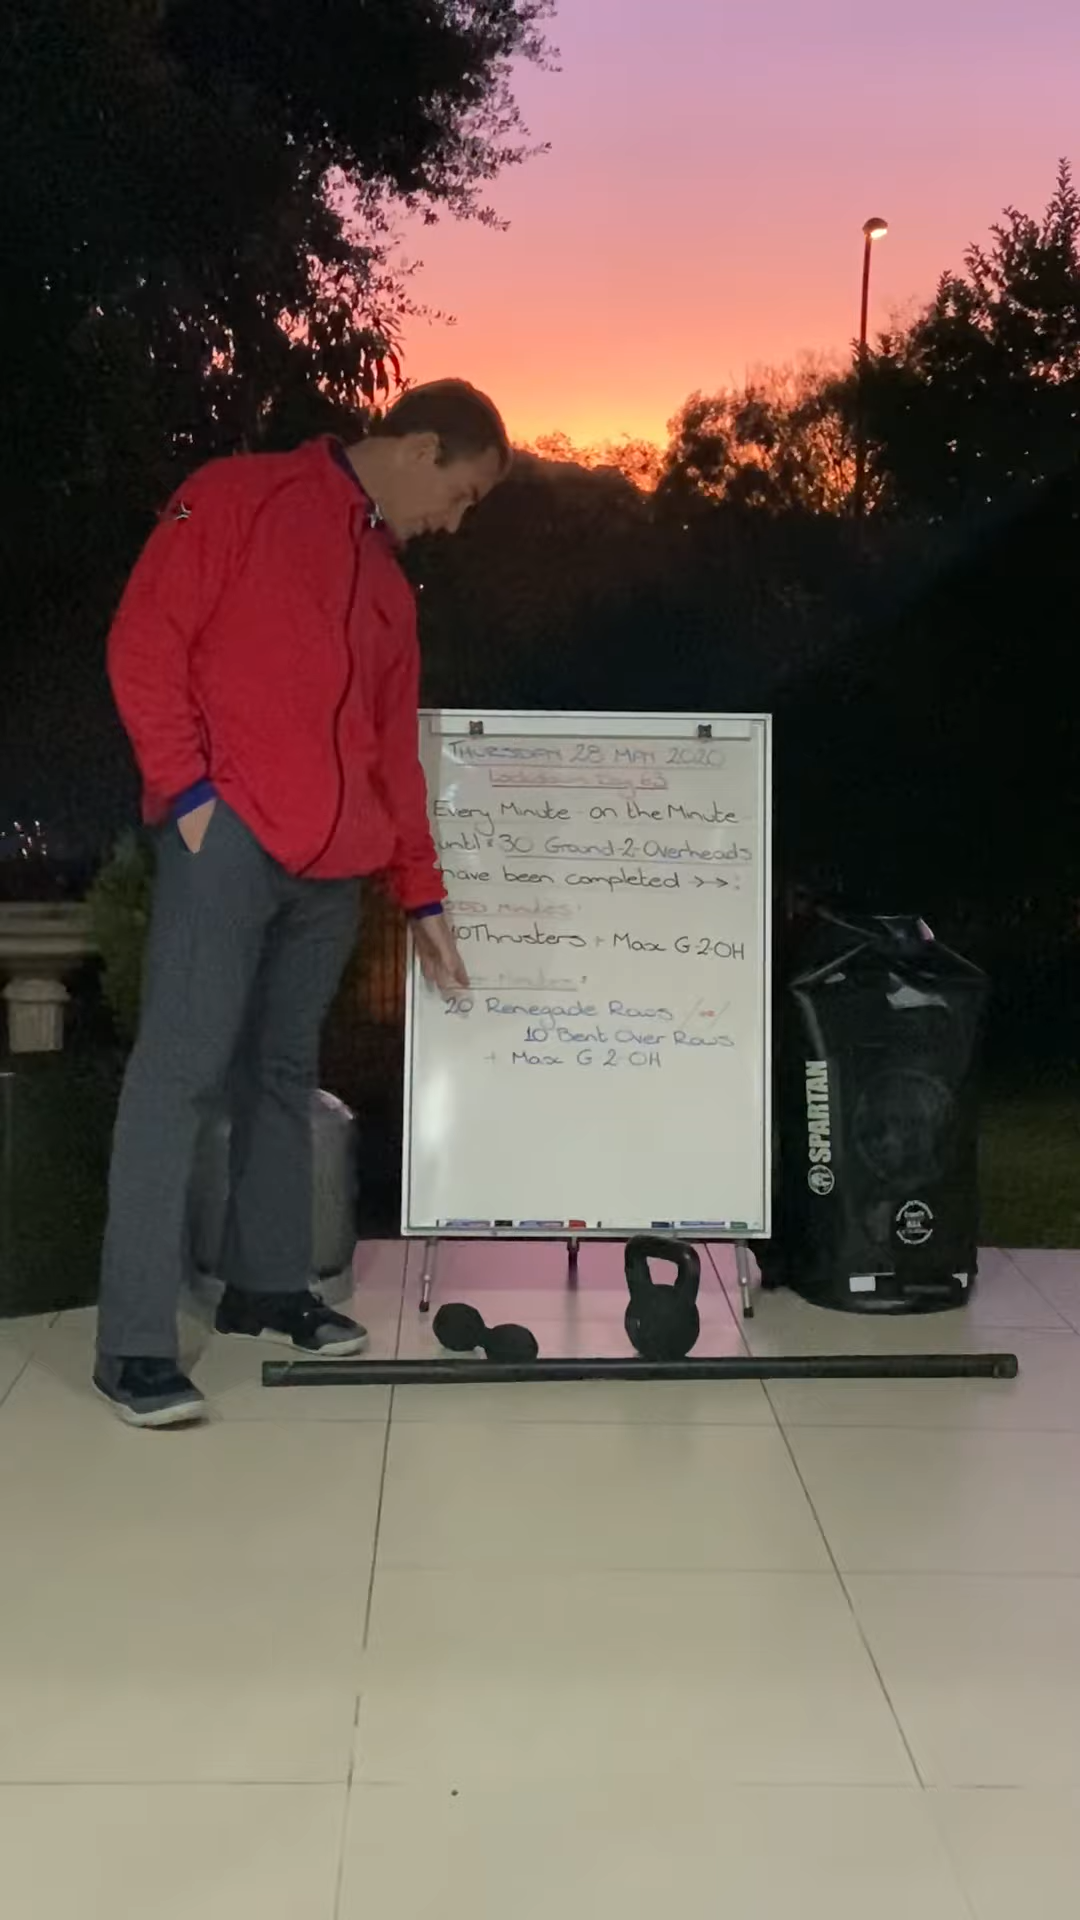 THURSDAY 28 MAY 2020
Lockdown Day 63
Every Minute on the Minute
until 30 Ground-2-Overheads
have been completed →→:
ODD Minutes:
10 Thrusters + Max G-2-OH
Minutes:
20 Renegade Rows /or/
10 Bent Over Rows
+ Max G 2 OH
SPARTAN